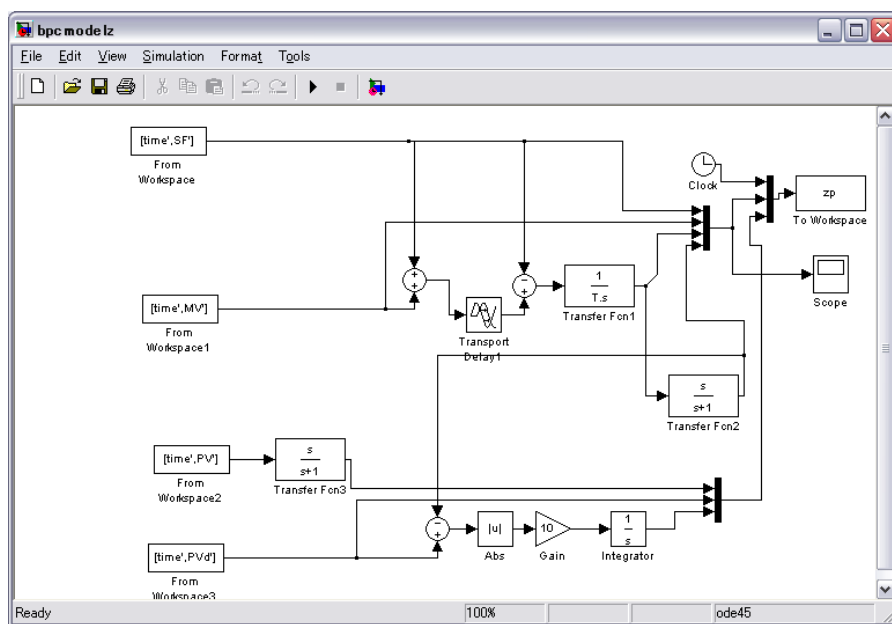 bpcmodelz
File Edit View Simulation Format Tools
[time',SF']
From
Workspace
Clock
zp
To Workspace
+
+
−
+
1
T.s
Transfer Fcn1
Scope
[time',MV']
From
Workspace1
Transport
Delay1
s
s+1
Transfer Fcn2
[time',PV']
From
Workspace2
s
s+1
Transfer Fcn3
−
+
|u|
Abs
10
Gain
1
s
Integrator
[time',PVd']
From
Workspace3
Ready 100% ode45